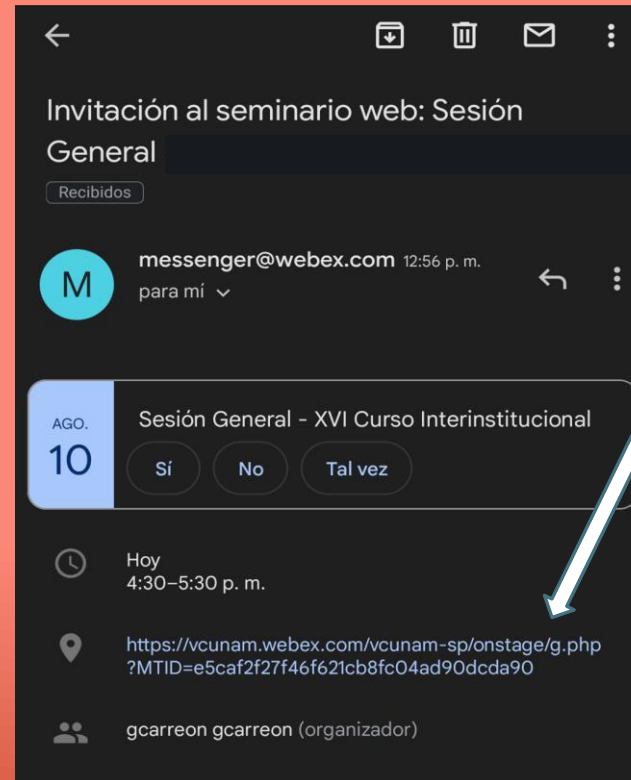 Invitación al seminario web: Sesión
General
Recibidos
M
messenger@webex.com 12:56 p. m.
para mí
AGO.
10
Sesión General - XVI Curso Interinstitucional
Sí
No
Tal vez
Hoy
4:30–5:30 p. m.
https://vcunam.webex.com/vcunam-sp/onstage/g.php
?MTID=e5caf2f27f46f621cb8fc04ad90dcda90
gcarreon gcarreon (organizador)